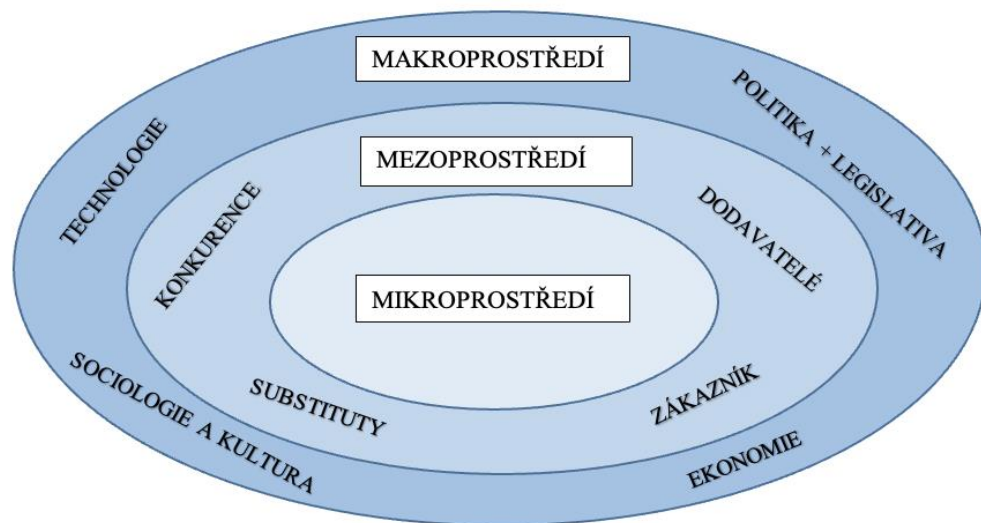 MAKROPROSTŘEDÍ
POLITIKA + LEGISLATIVA
TECHNOLOGIE
MEZOPROSTŘEDÍ
KONKURENCE
DODAVATELÉ
MIKROPROSTŘEDÍ
SUBSTITUTY
ZÁKAZNÍK
SOCIOLOGIE A KULTURA
EKONOMIE